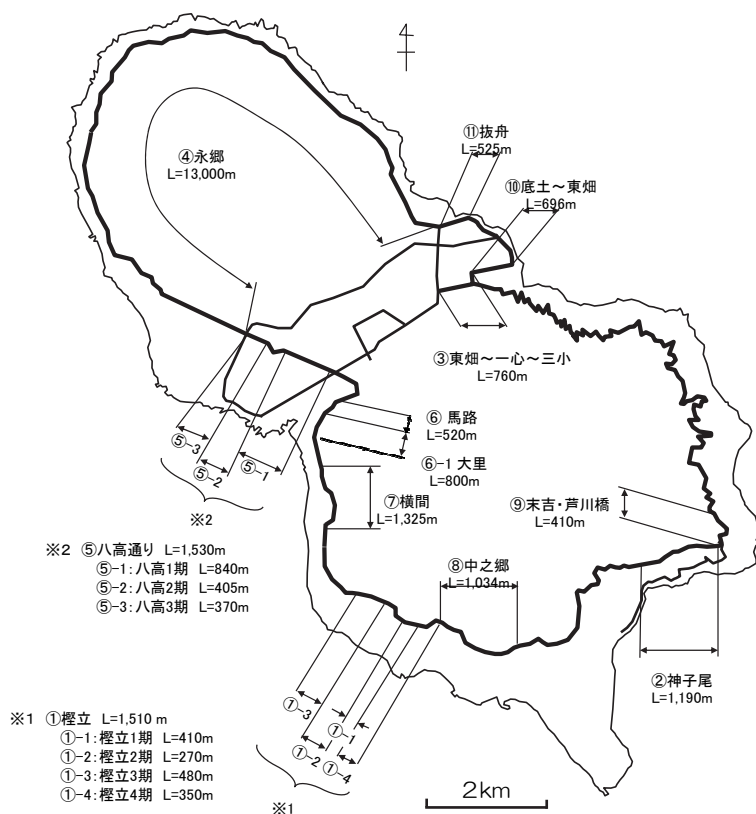 4
⑪抜舟
L=525m
④永郷
L=13,000m
⑩底土～東畑
L=696m
③東畑～一心～三小
L=760m
⑥ 馬路
L=520m
⑤-3
⑤-2
⑤-1
⑥-1 大里
L=800m
※2
⑦横間
L=1,325m
⑨末吉・芦川橋
L=410m
※2 ⑤八高通り L=1,530m
⑤-1:八高1期 L=840m
⑤-2:八高2期 L=405m
⑤-3:八高3期 L=370m
⑧中之郷
L=1,034m
②神子尾
L=1,190m
※1 ①樫立 L=1,510 m
①-1:樫立1期 L=410m
①-2:樫立2期 L=270m
①-3:樫立3期 L=480m
①-4:樫立4期 L=350m
①-3
①-1
①-2
①-4
※1
2km